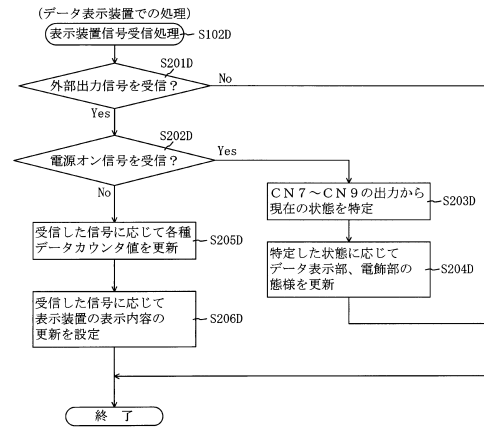 (データ表示装置での処理)
表示装置信号受信処理
S102D
S201D
外部出力信号を受信？
No
Yes
S202D
電源オン信号を受信？
Yes
No
CN7〜CN9の出力から
現在の状態を特定
S203D
受信した信号に応じて各種
データカウンタ値を更新
S205D
特定した状態に応じて
データ表示部、電飾部の
態様を更新
S204D
受信した信号に応じて
表示装置の表示内容の
更新を設定
S206D
終 了